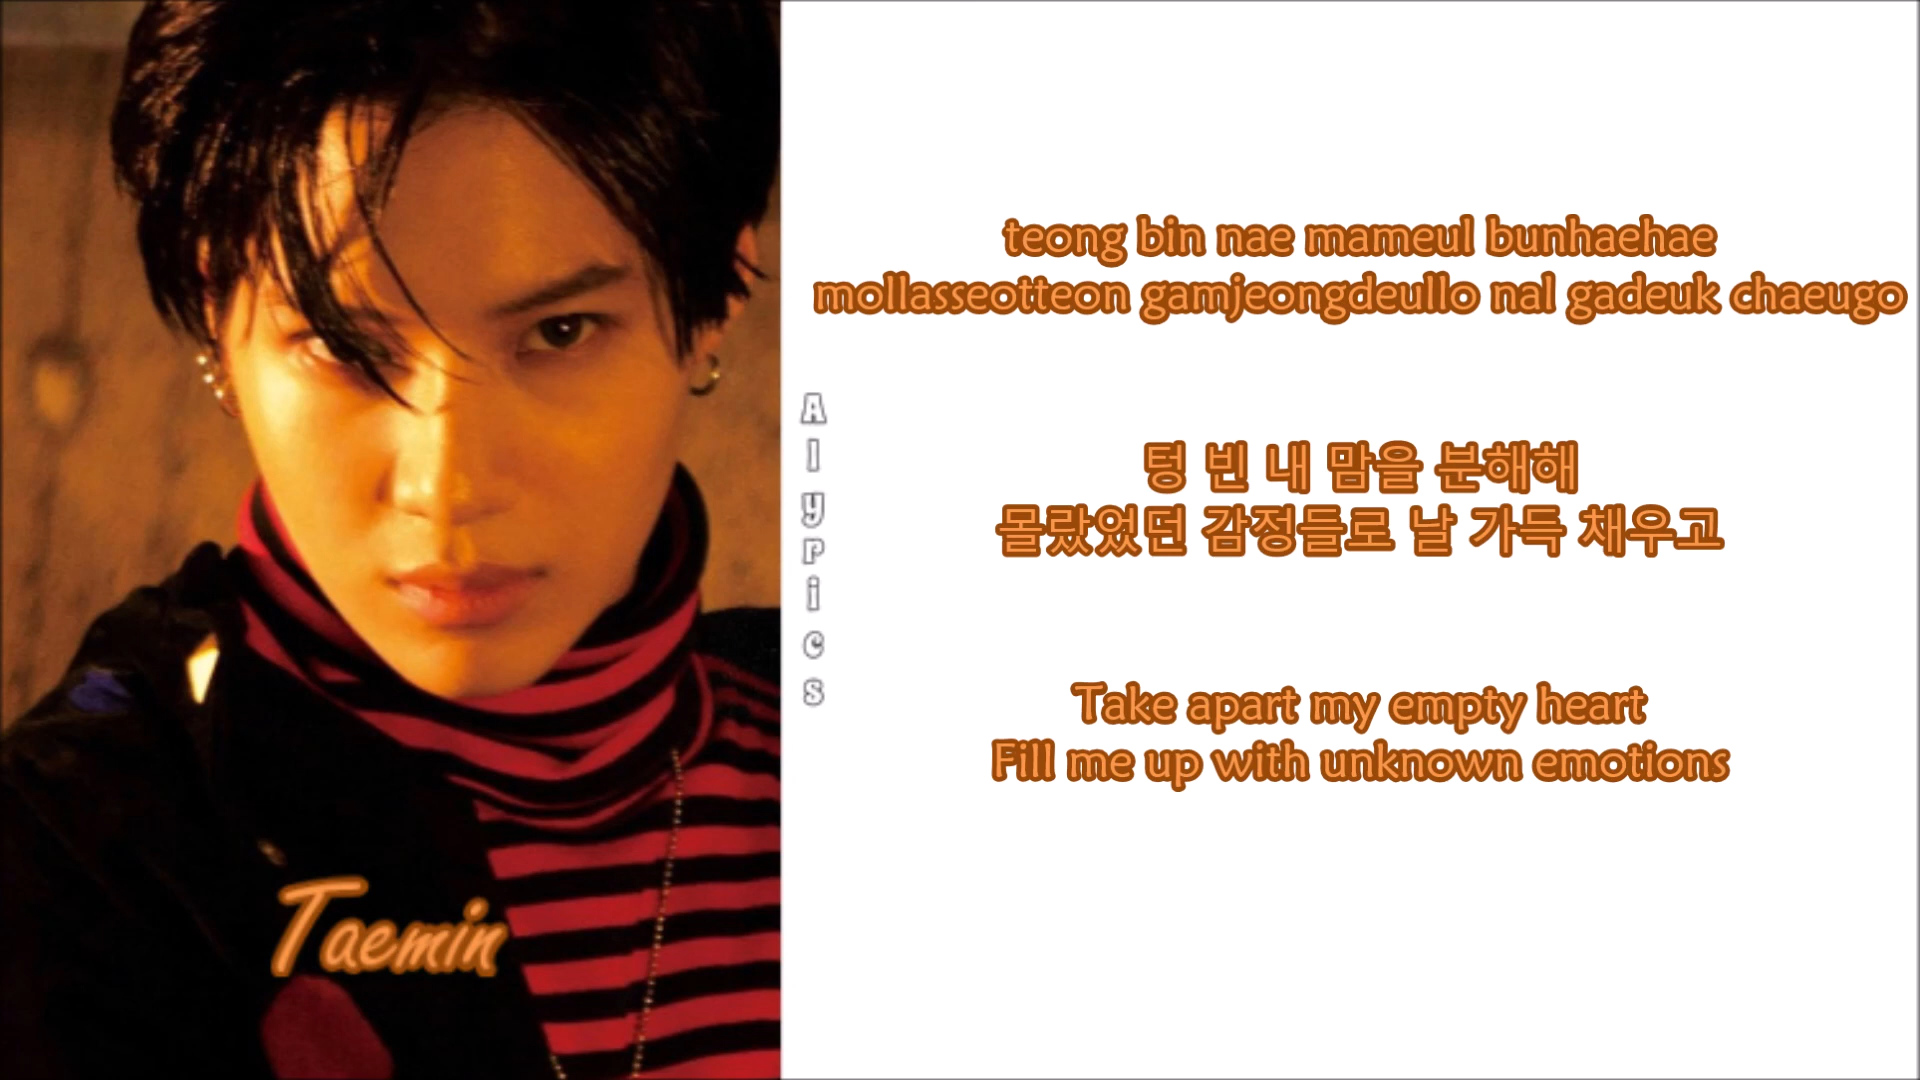 teong bin nae mameul bunhaehae
mollasseotteon gamjeongdeullo nal gadeuk chaeugo
텅 빈 내 맘을 분해해
몰랐었던 감정들로 날 가득 채우고
Take apart my empty heart
Fill me up with unknown emotions
Alyrics
Taemin